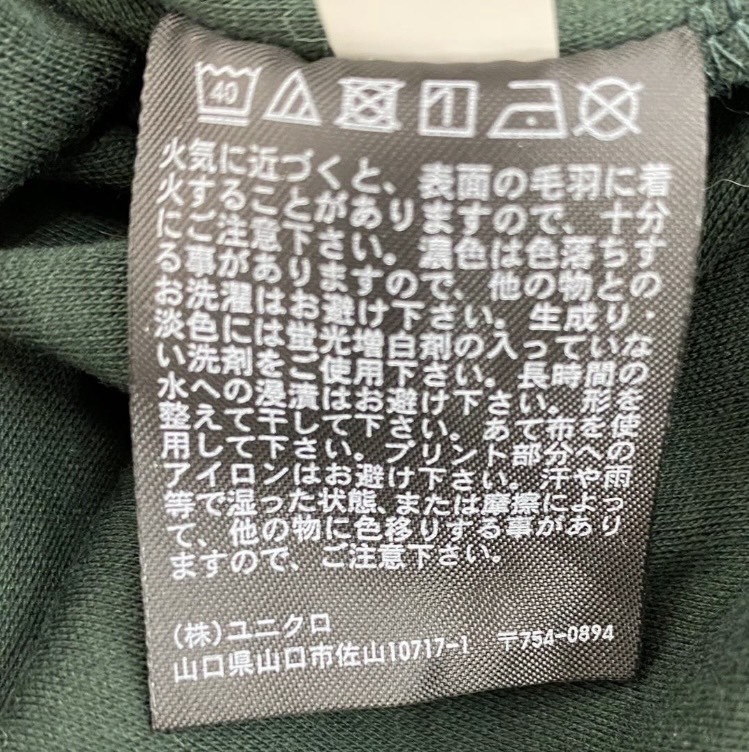 40
火気に近づくと、表面の毛羽に着
火することがありますので、十分
にご注意下さい。濃色は色落ちす
る事がありますので、他の物との
お洗濯はお避け下さい。生成り・
淡色には蛍光増白剤の入っていな
い洗剤をご使用下さい。長時間の
水への浸漬はお避け下さい。形を
整えて干して下さい。あて布を使
用して下さい。プリント部分への
アイロンはお避け下さい。汗や雨
等で湿った状態、または摩擦によっ
て、他の物に色移りする事があり
ますので、ご注意下さい。
(株)ユニクロ
山口県山口市佐山10717-1 〒754-0894